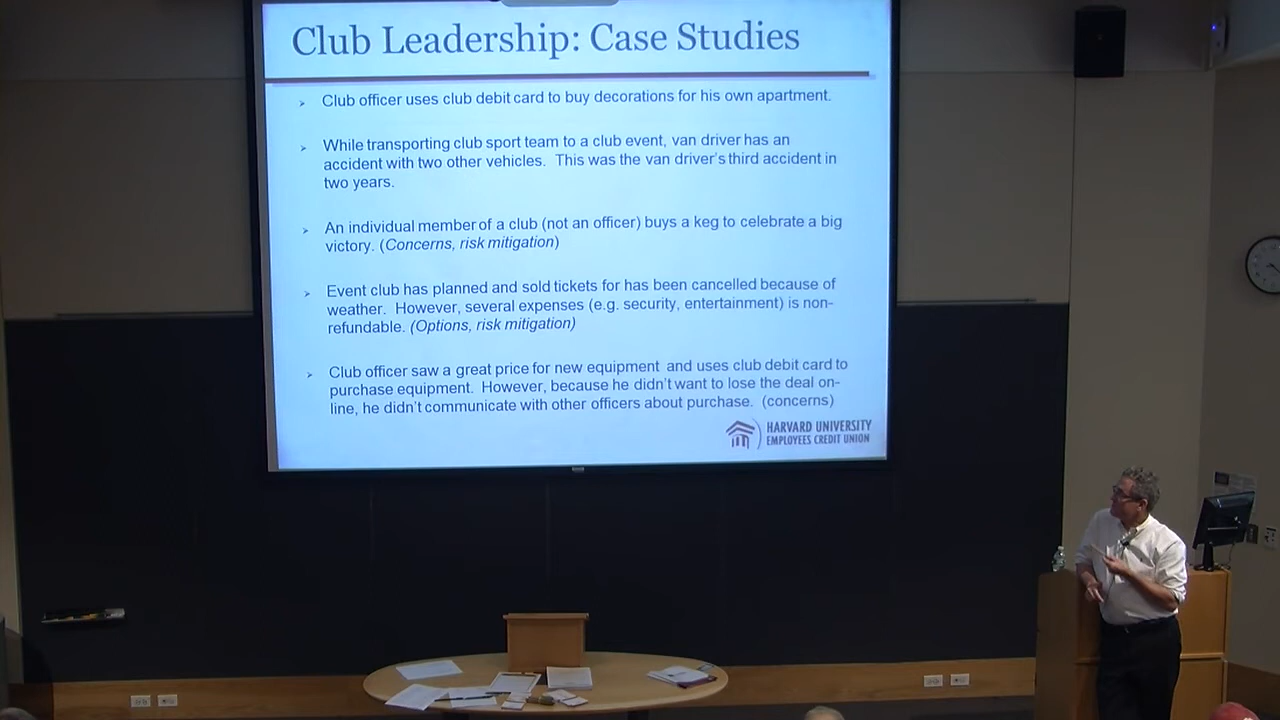 Club Leadership: Case Studies
Club officer uses club debit card to buy decorations for his own apartment.
While transporting club sport team to a club event, van driver has an
accident with two other vehicles. This was the van driver's third accident in
two years.
An individual member of a club (not an officer) buys a keg to celebrate a big
victory. (Concerns, risk mitigation)
Event club has planned and sold tickets for has been cancelled because of
weather. However, several expenses (e.g. security, entertainment) is non-
refundable. (Options, risk mitigation)
Club officer saw a great price for new equipment and uses club debit card to
purchase equipment. However, because he didn't want to lose the deal on-
line, he didn't communicate with other officers about purchase. (concerns)
HARVARD UNIVERSITY
EMPLOYEES CREDIT UNION